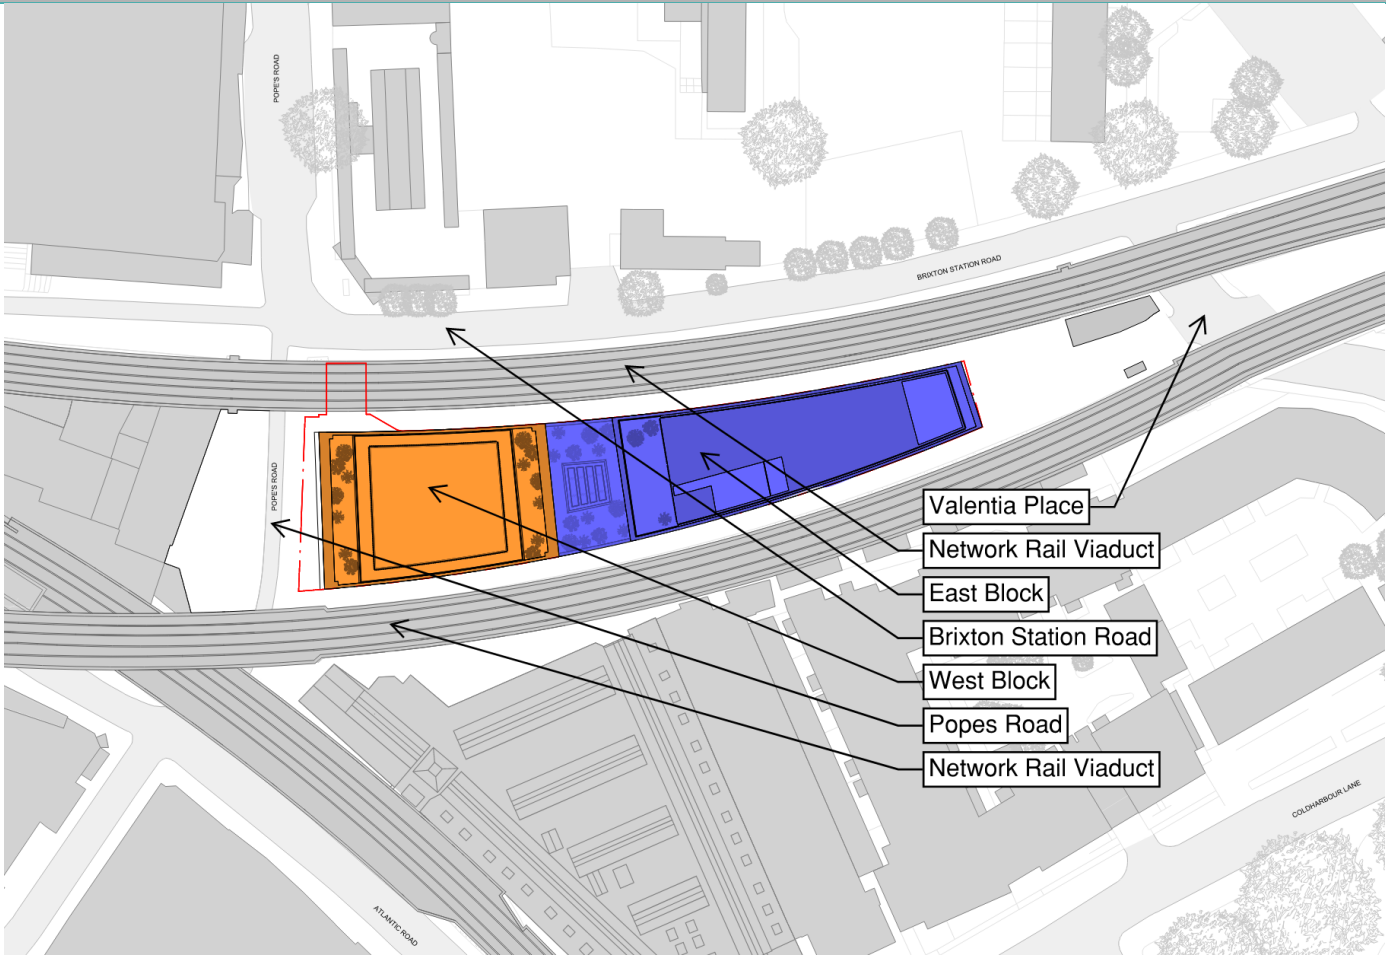 POPE'S ROAD
BRIXTON STATION ROAD
POPE'S ROAD
Valentia Place
Network Rail Viaduct
East Block
Brixton Station Road
West Block
Popes Road
Network Rail Viaduct
COLDHARBOUR LANE
ATLANTIC ROAD